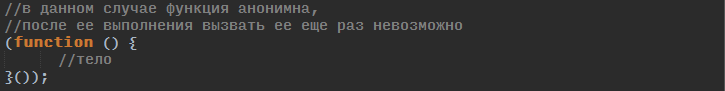 //в данном случае функция анонимна,
//после ее выполнения вызвать ее еще раз невозможно
(function () {
//тело
}());